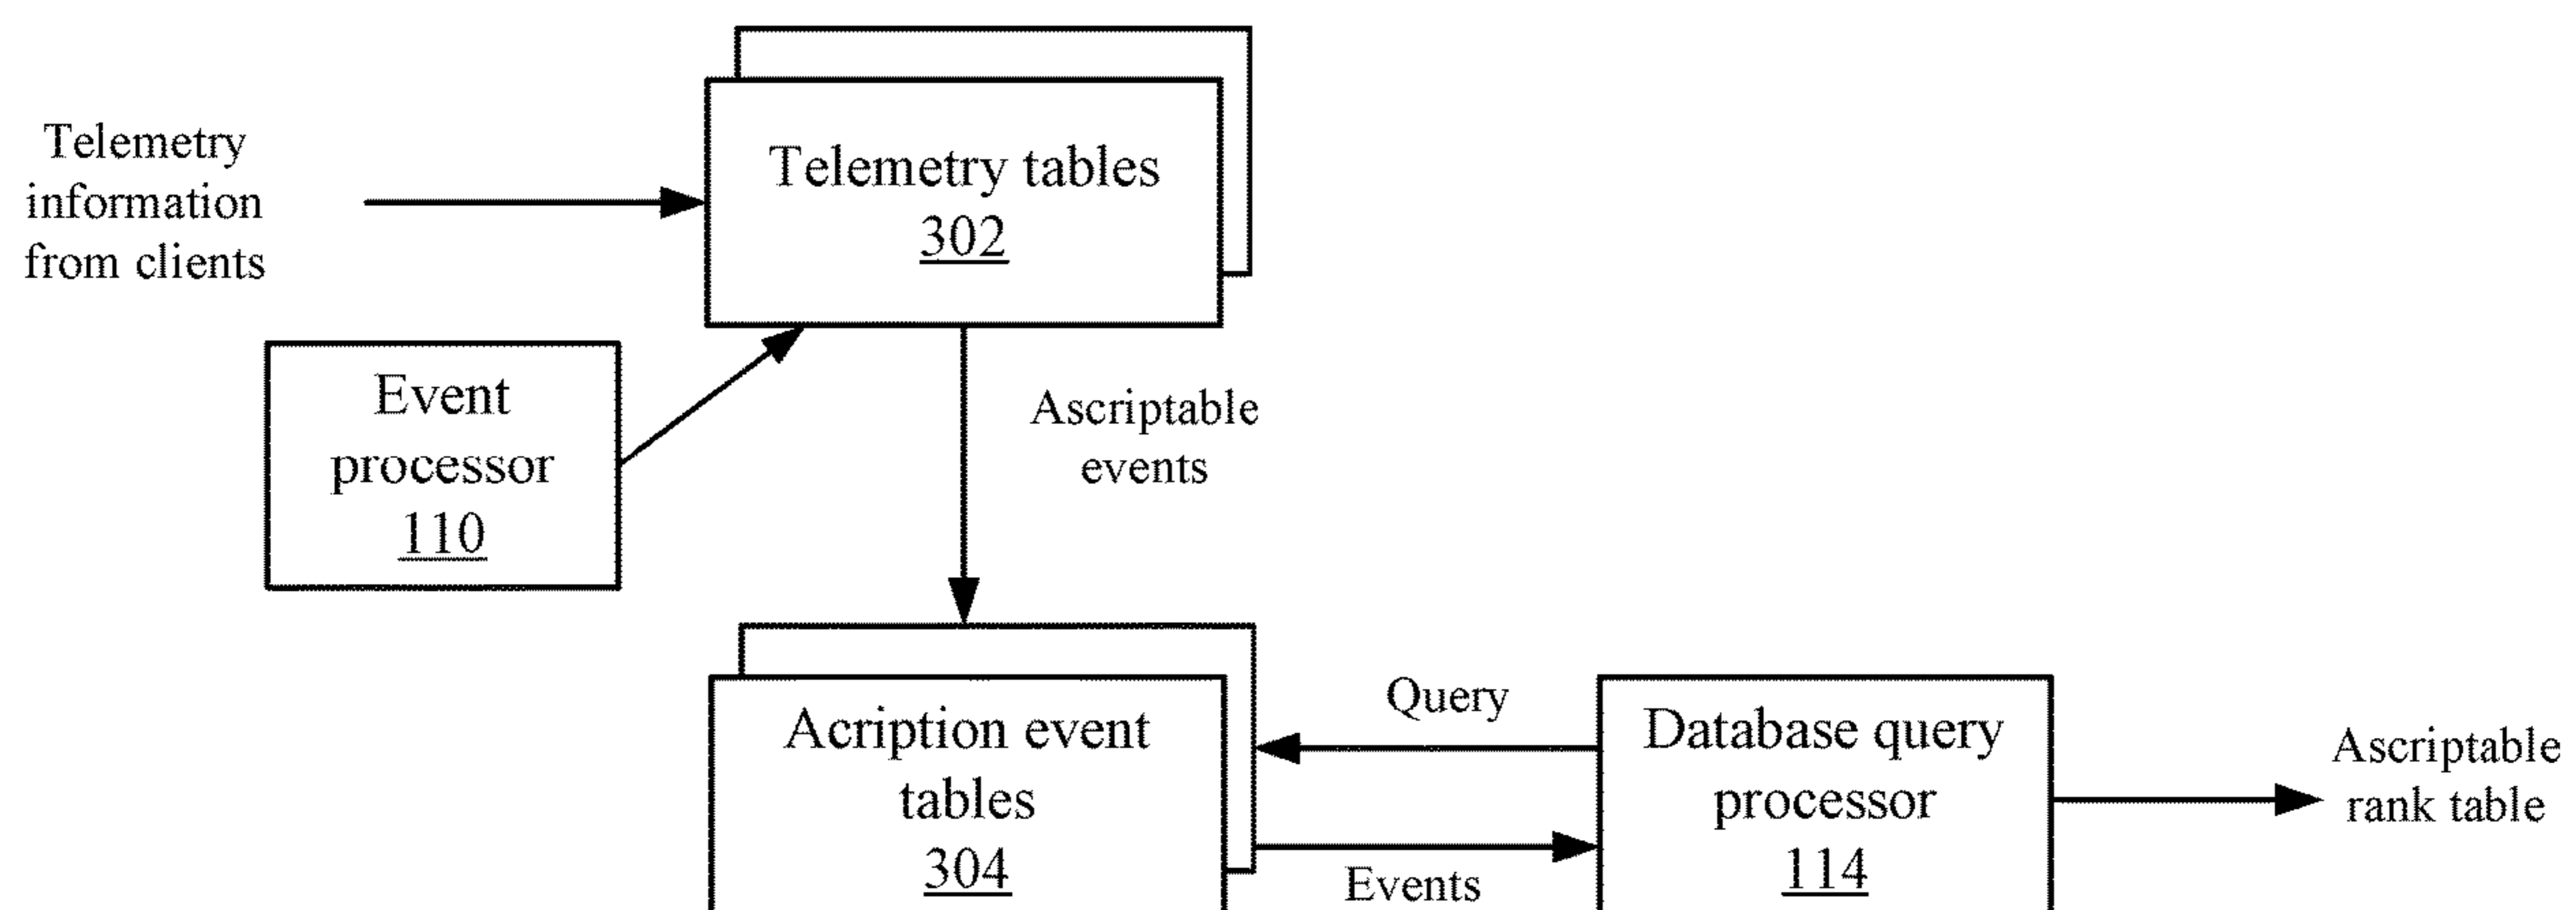 Telemetry
information
from clients
Telemetry tables
302
Event
processor
110
Ascriptable
events
Acription event
tables
304
Query
Events
Database query
processor
114
Ascriptable
rank table